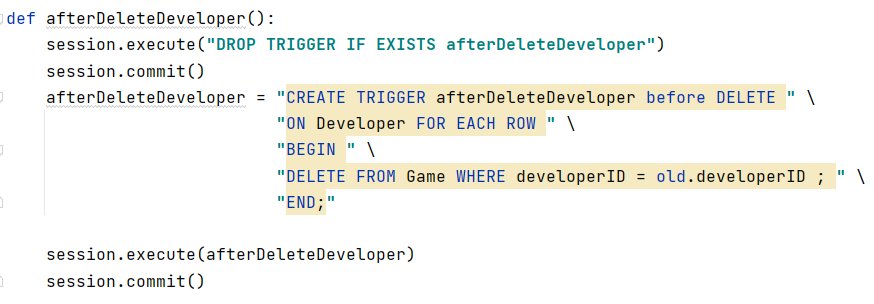 def afterDeleteDeveloper():
    session.execute("DROP TRIGGER IF EXISTS afterDeleteDeveloper")
    session.commit()
    afterDeleteDeveloper = "CREATE TRIGGER afterDeleteDeveloper before DELETE " \
                           "ON Developer FOR EACH ROW " \
                           "BEGIN " \
                           "DELETE FROM Game WHERE developerID = old.developerID ; " \
                           "END;"
    session.execute(afterDeleteDeveloper)
    session.commit()